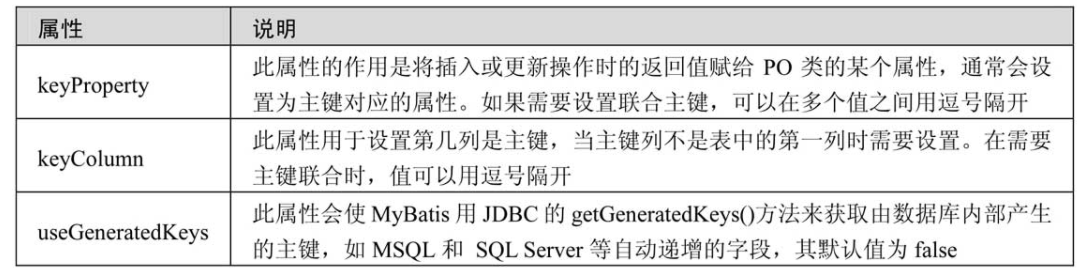 属性 说明
keyProperty
此属性的作用是将插入或更新操作时的返回值赋给 PO 类的某个属性，通常会设
置为主键对应的属性。如果需要设置联合主键，可以在多个值之间用逗号隔开
keyColumn
此属性用于设置第几列是主键，当主键列不是表中的第一列时需要设置。在需要
主键联合时，值可以用逗号隔开
useGeneratedKeys
此属性会使 MyBatis 用 JDBC 的 getGeneratedKeys()方法来获取由数据库内部产生
的主键，如 MSQL 和 SQL Server 等自动递增的字段，其默认值为 false